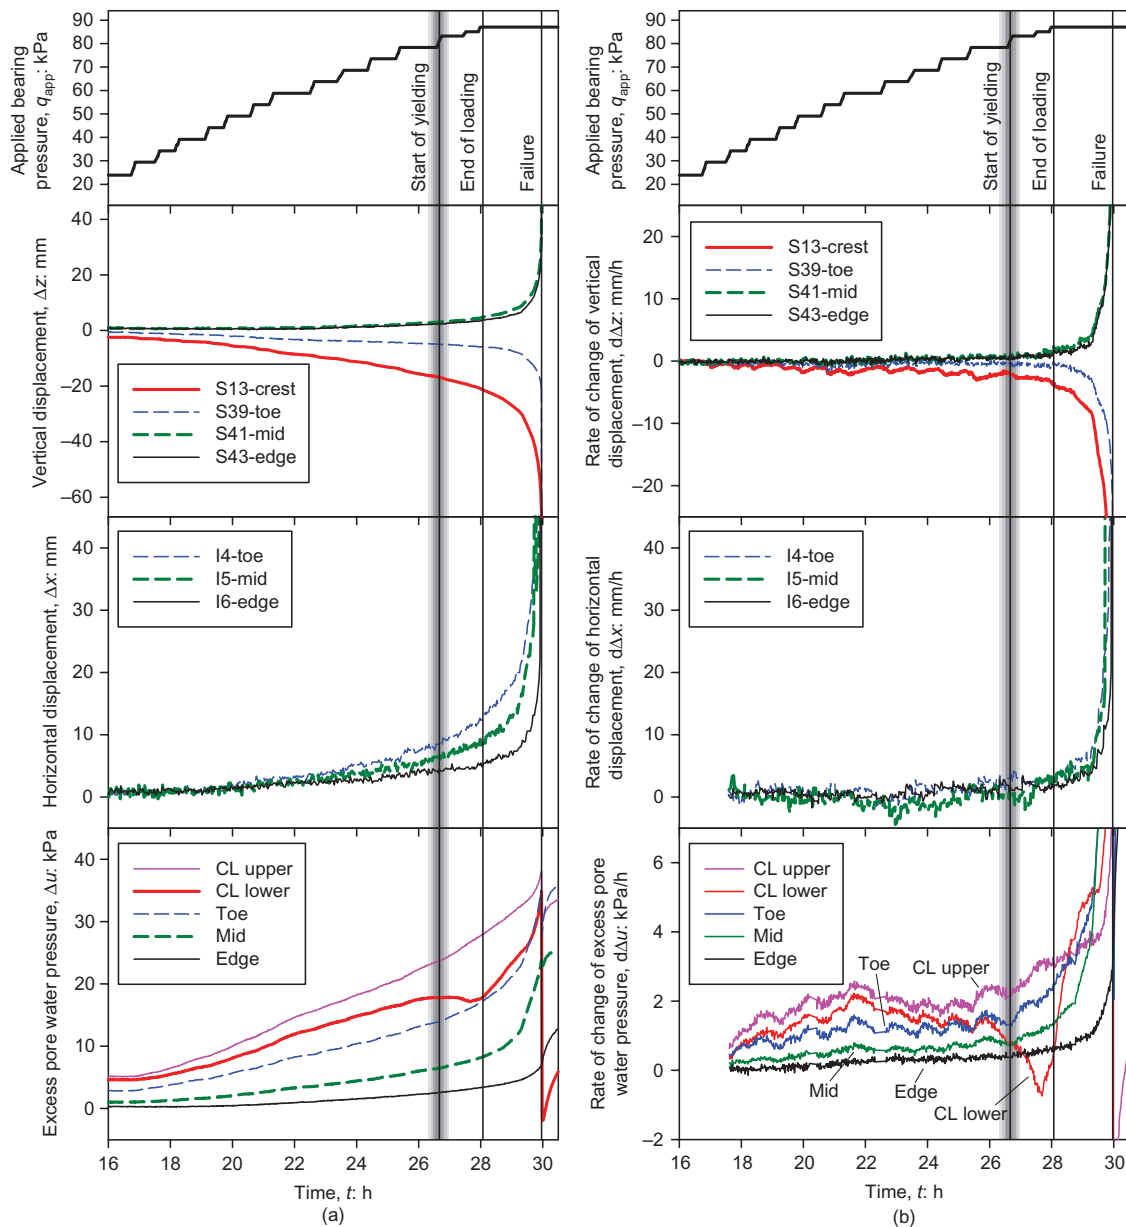 Applied bearing
pressure, qapp: kPa
90
80
70
60
50
40
30
20
Start of yielding
End of loading
Failure
Vertical displacement, Δz: mm
40
20
0
–20
–40
–60
S13-crest
S39-toe
S41-mid
S43-edge
Horizontal displacement, Δx: mm
40
30
20
10
0
I4-toe
I5-mid
I6-edge
Excess pore water pressure, Δu: kPa
40
30
20
10
0
CL upper
CL lower
Toe
Mid
Edge
16
18
20
22
24
26
28
30
Time, t: h
(a)
Applied bearing
pressure, qapp: kPa
90
80
70
60
50
40
30
20
Start of yielding
End of loading
Failure
Rate of change of vertical
displacement, dΔz: mm/h
20
10
0
–10
–20
S13-crest
S39-toe
S41-mid
S43-edge
Rate of change of horizontal
displacement, dΔx: mm/h
40
30
20
10
0
I4-toe
I5-mid
I6-edge
Rate of change of excess pore
water pressure, dΔu: kPa/h
6
4
2
0
–2
CL upper
CL lower
Toe
Mid
Edge
Toe
CL upper
Mid
Edge
CL lower
16
18
20
22
24
26
28
30
Time, t: h
(b)